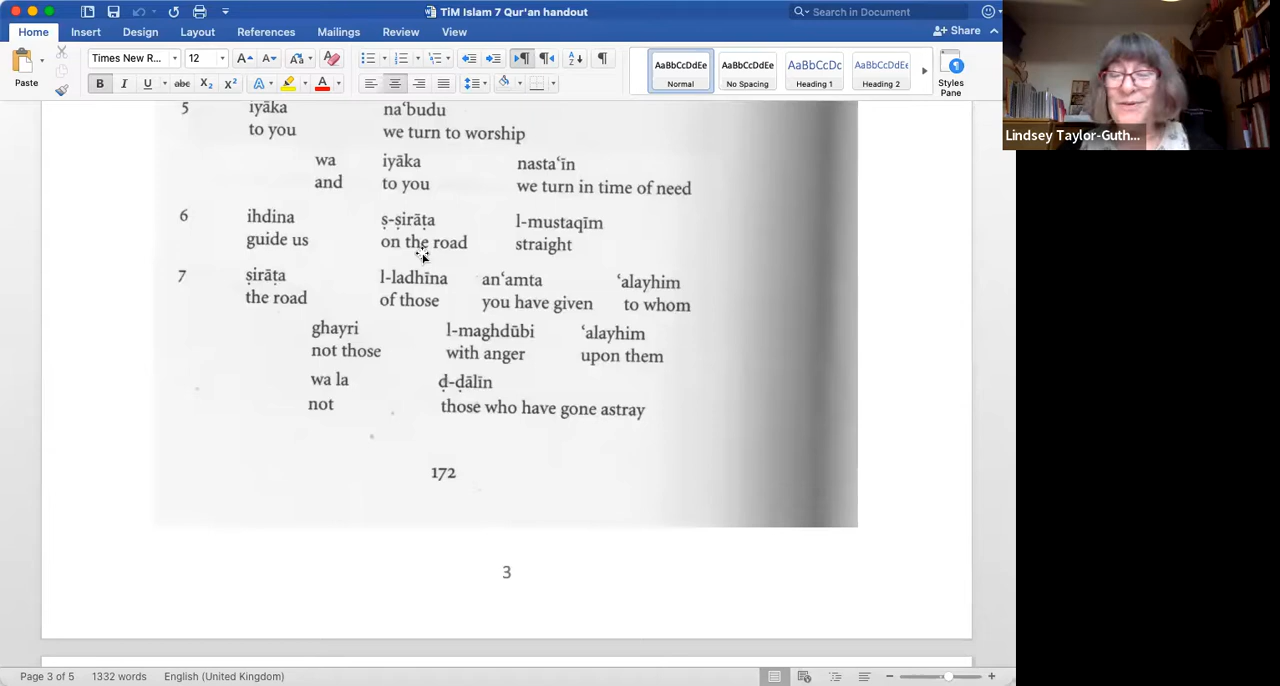 TiM Islam 7 Qur'an handout
Search in Document
Home Insert Design Layout References Mailings Review View
Share
Paste
Times New R... 12
B I U abc X₂ X² A A
AaBbCcDdEe AaBbCcDdEe AaBbCcDc AaBbCcDdEe
Normal No Spacing Heading 1 Heading 2
Styles Pane
Lindsey Taylor-Guth...
5 iyāka na‘budu
to you we turn to worship
wa iyāka nasta‘īn
and to you we turn in time of need
6 ihdina ṣ-ṣirāṭa l-mustaqīm
guide us on the road straight
7 ṣirāṭa l-ladhīna an‘amta ‘alayhim
the road of those you have given to whom
ghayri l-maghdūbi ‘alayhim
not those with anger upon them
wa la ḍ-ḍālīn
not those who have gone astray
172
3
Page 3 of 5 1332 words English (United Kingdom)